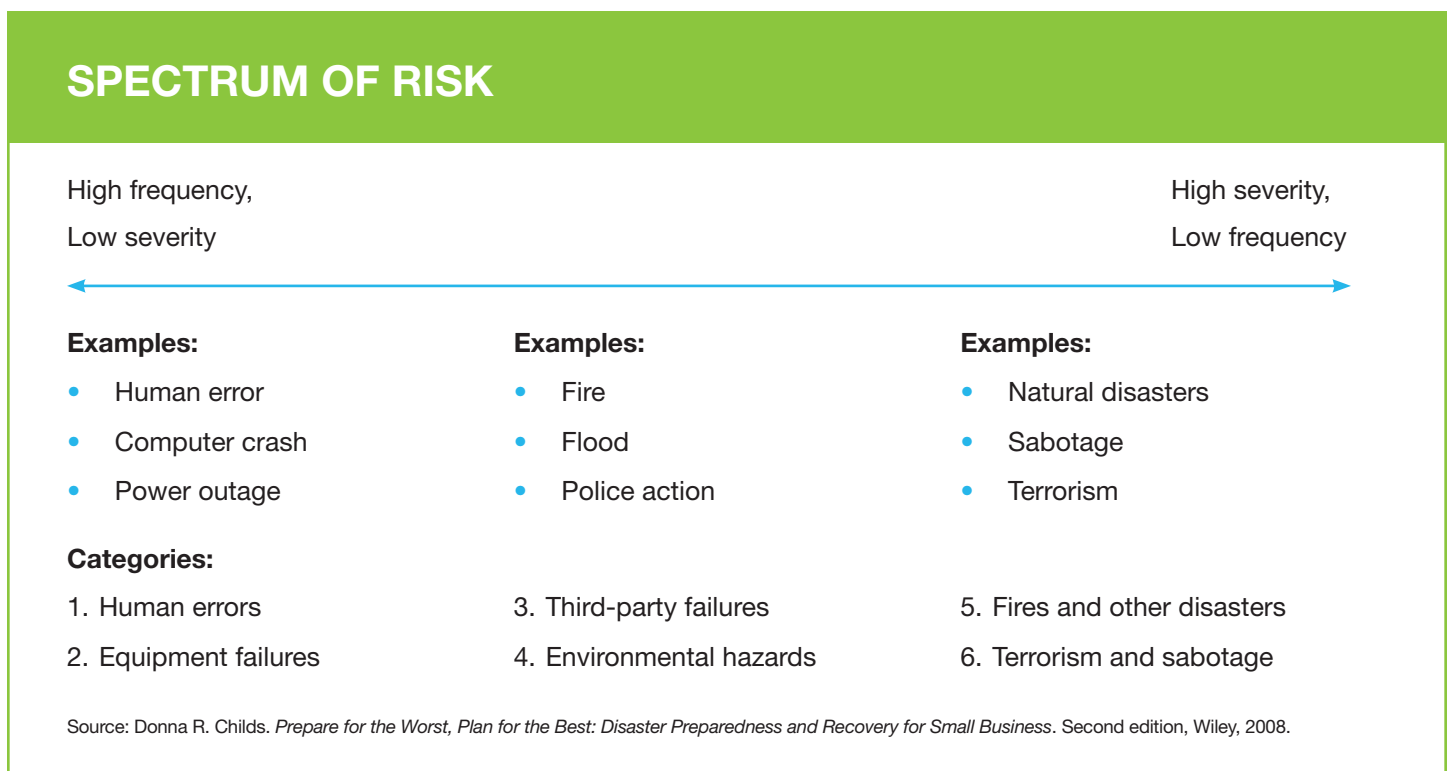 SPECTRUM OF RISK
High frequency,
Low severity
High severity,
Low frequency
Examples:
• Human error
• Computer crash
• Power outage
Examples:
• Fire
• Flood
• Police action
Examples:
• Natural disasters
• Sabotage
• Terrorism
Categories:
1. Human errors
2. Equipment failures
3. Third-party failures
4. Environmental hazards
5. Fires and other disasters
6. Terrorism and sabotage
Source: Donna R. Childs. Prepare for the Worst, Plan for the Best: Disaster Preparedness and Recovery for Small Business. Second edition, Wiley, 2008.